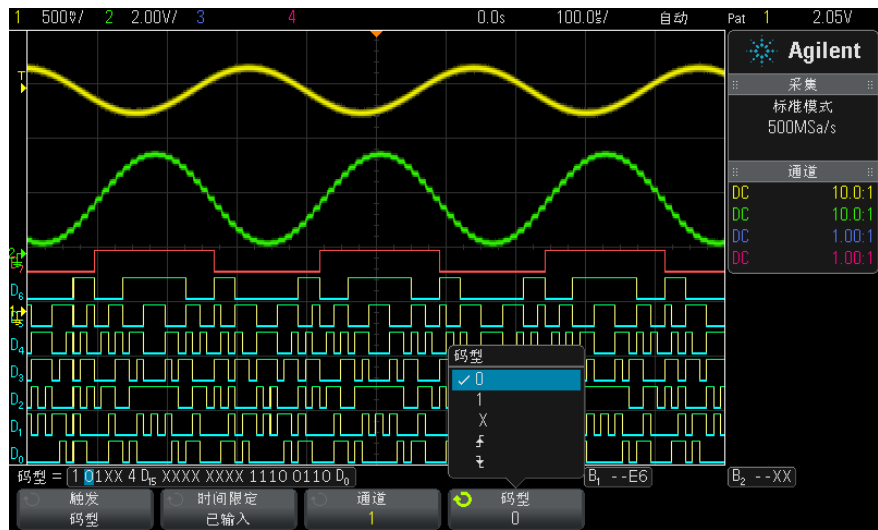 1 500㎷/ 2 2.00V/ 3 4 0.0s 100.0㎲/ 自动 Pat 1 2.05V
Agilent
采集
标准模式
500MSa/s
通道
DC 10.0:1
DC 10.0:1
DC 1.00:1
DC 1.00:1
T
2
D7
D6
1
D5
D4
D3
D2
D1
D0
码型
✓ 0
1
X
码型 = 1 01XX 4 D15 XXXX XXXX 1110 0110 D0 B1 --E6 B2 --XX
触发 时间限定 通道 码型
码型 已输入 1 0